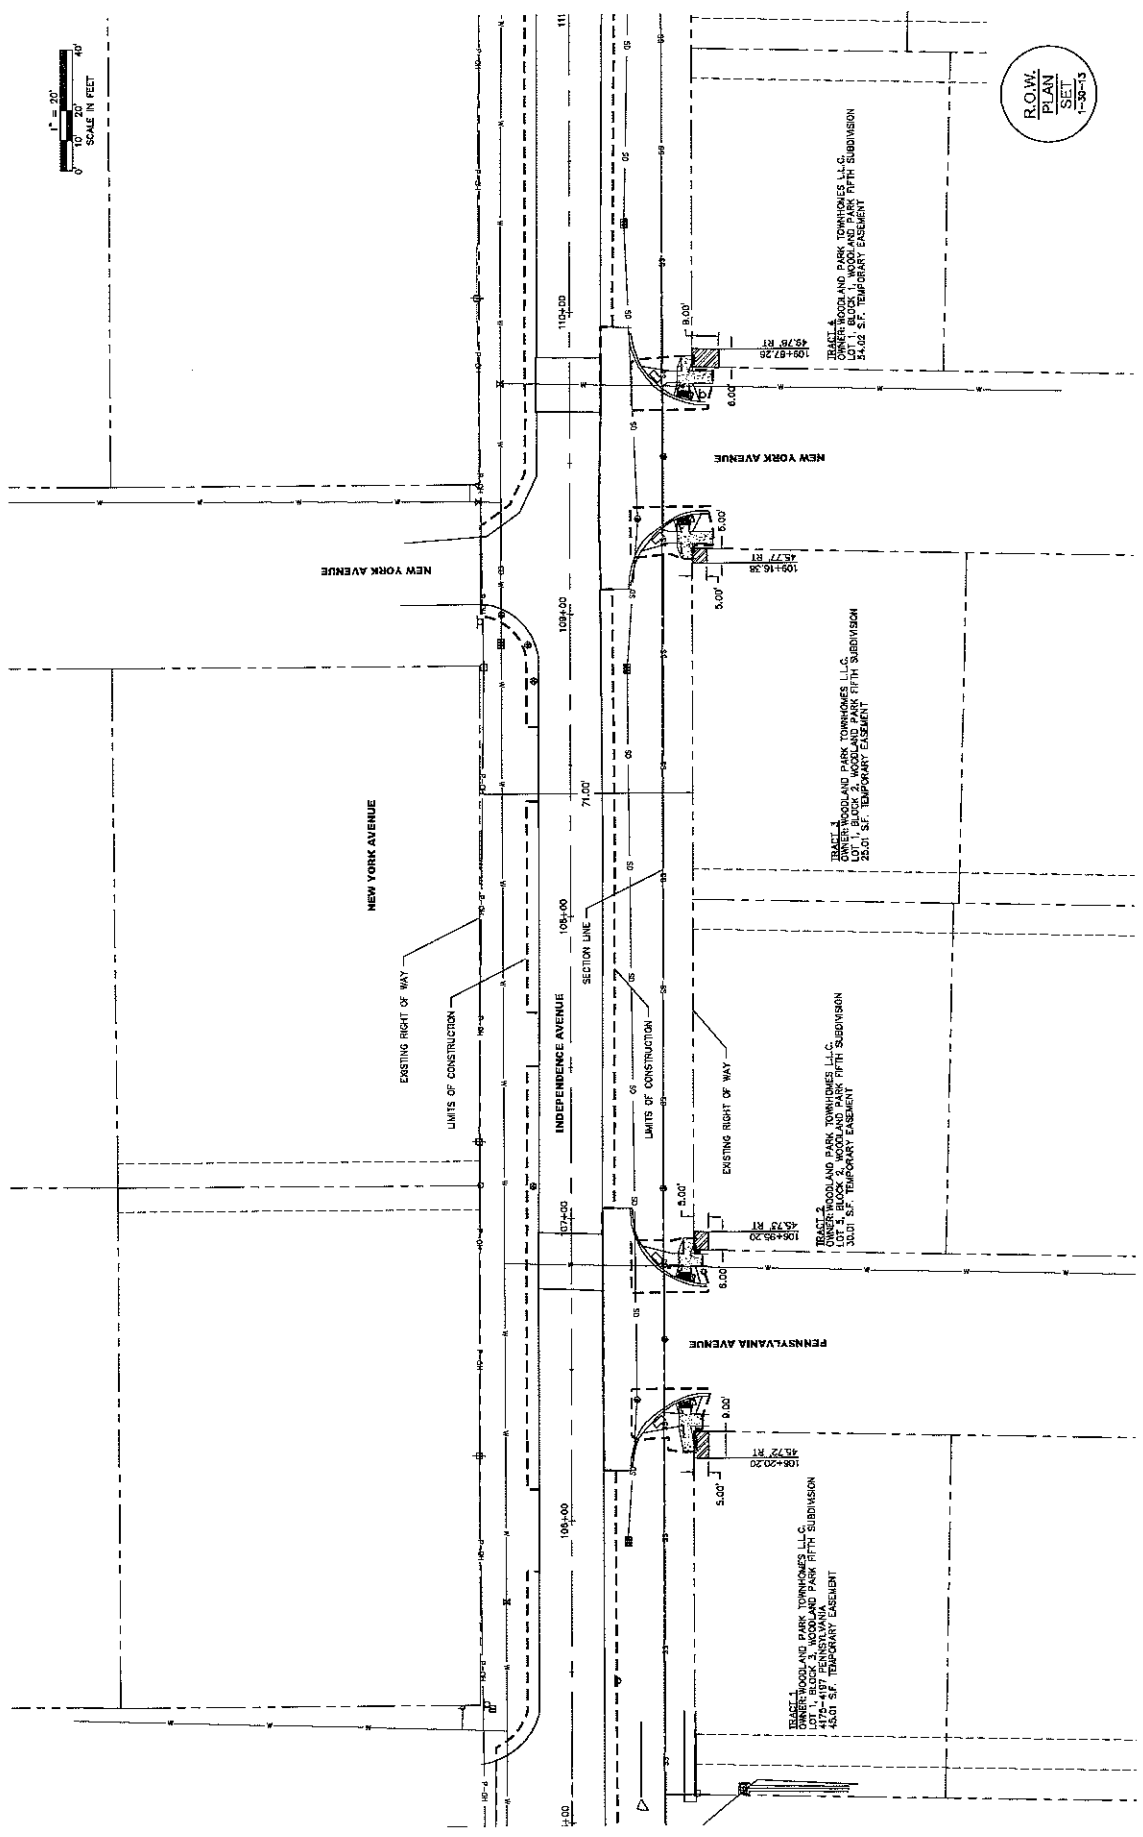 1" = 20'
0' 10' 20' 40'
SCALE IN FEET
R.O.W.
PLAN
SET
1-30-13
TRACT 4
OWNER:WOODLAND PARK TOWNHOMES L.L.C.
LOT 1, BLOCK 1, WOODLAND PARK FIFTH SUBDIVISION
54.02 S.F. TEMPORARY EASEMENT
110+00
8.00'
109+87.26
49.78' RT
6.00'
NEW YORK AVENUE
NEW YORK AVENUE
5.00'
109+16.38
45.77' RT
5.00'
109+00
TRACT 3
OWNER:WOODLAND PARK TOWNHOMES L.L.C.
LOT 1, BLOCK 2, WOODLAND PARK FIFTH SUBDIVISION
25.01 S.F. TEMPORARY EASEMENT
71.00'
NEW YORK AVENUE
108+00
SECTION LINE
EXISTING RIGHT OF WAY
LIMITS OF CONSTRUCTION
INDEPENDENCE AVENUE
LIMITS OF CONSTRUCTION
EXISTING RIGHT OF WAY
TRACT 2
OWNER:WOODLAND PARK TOWNHOMES L.L.C.
LOT 5, BLOCK 2, WOODLAND PARK FIFTH SUBDIVISION
30.01 S.F. TEMPORARY EASEMENT
107+00
5.00'
106+95.20
45.73' RT
6.00'
PENNSYLVANIA AVENUE
9.00'
106+20.20
45.72' RT
5.00'
106+00
TRACT 1
OWNER:WOODLAND PARK TOWNHOMES L.L.C.
LOT 1, BLOCK 3, WOODLAND PARK FIFTH SUBDIVISION
4175-4197 PENNSYLVANIA
45.01 S.F. TEMPORARY EASEMENT